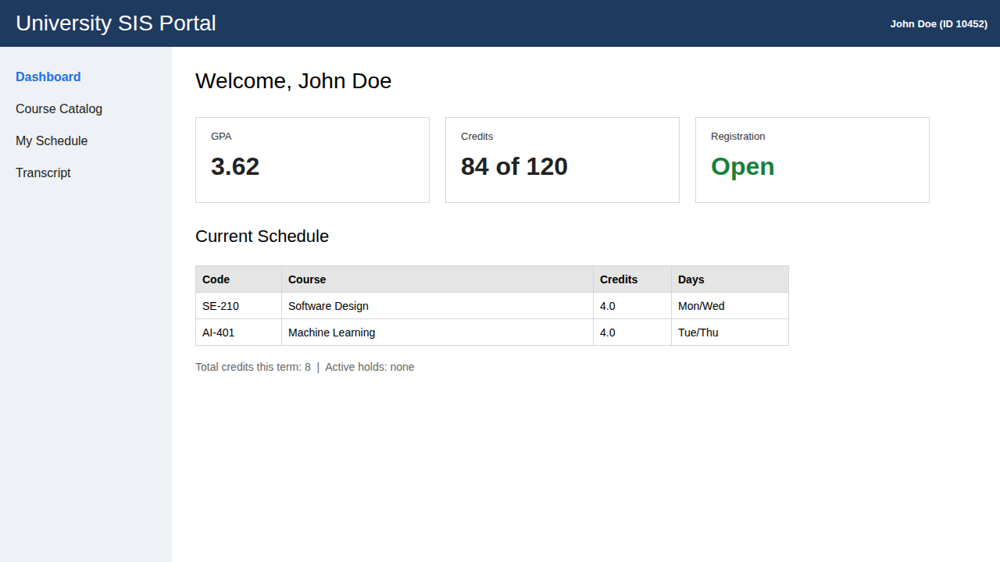 University SIS Portal
John Doe (ID 10452)
Dashboard
Course Catalog
My Schedule
Transcript
Welcome, John Doe
GPA
3.62
Credits
84 of 120
Registration
Open
Current Schedule
Code Course Credits Days
SE-210 Software Design 4.0 Mon/Wed
AI-401 Machine Learning 4.0 Tue/Thu
Total credits this term: 8 | Active holds: none